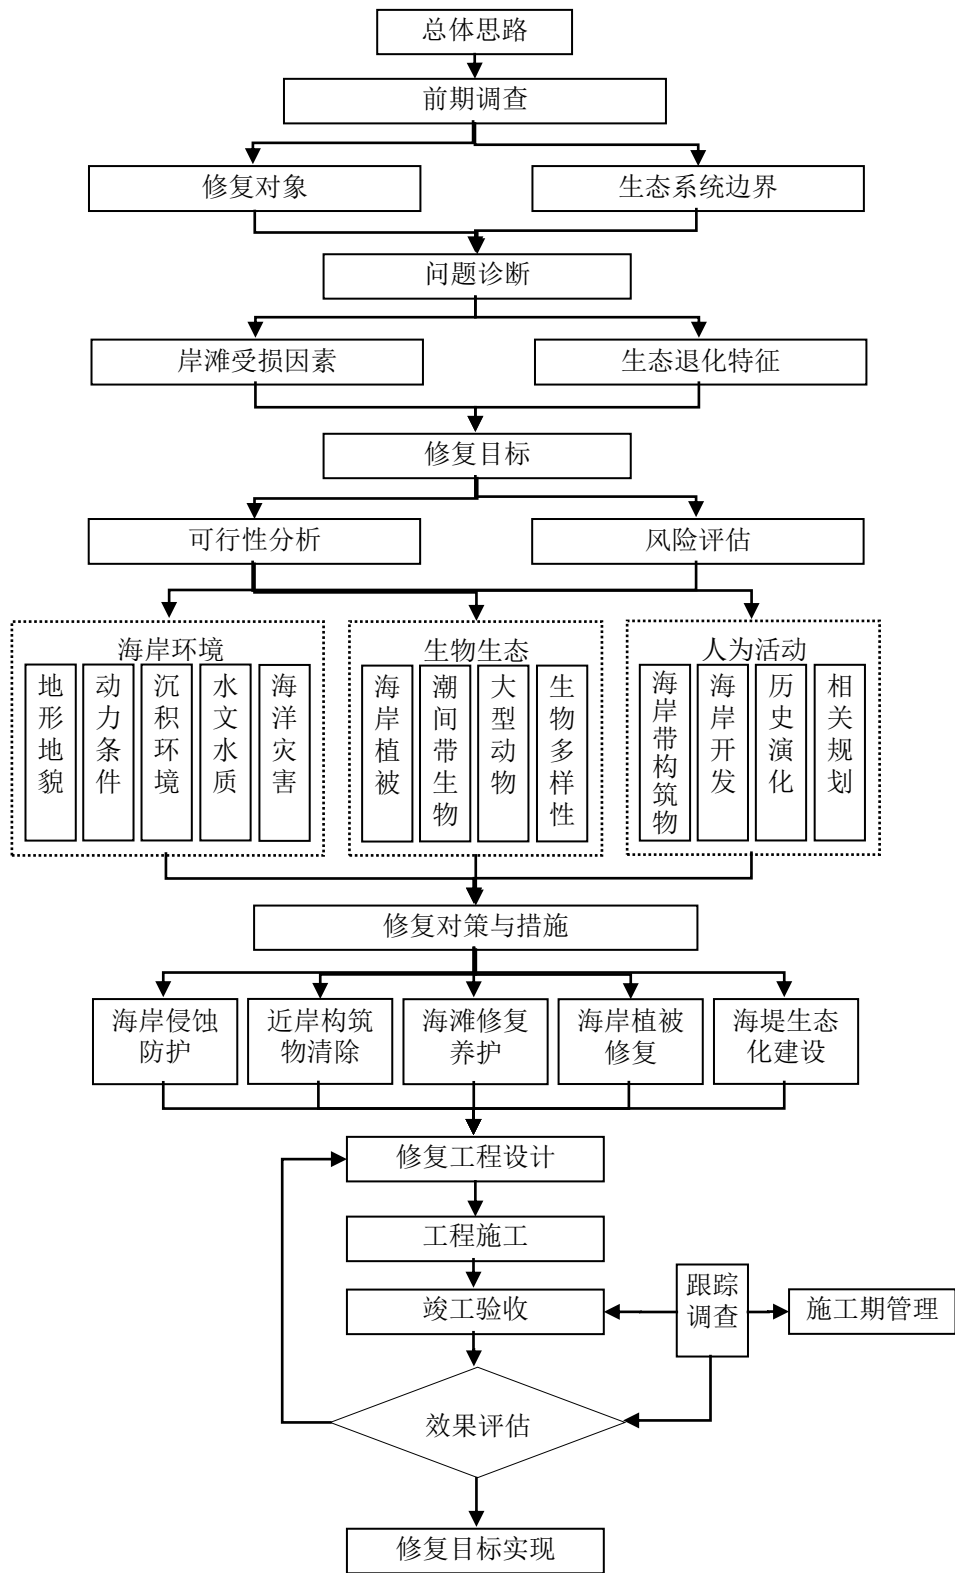 总体思路
前期调查
修复对象
生态系统边界
问题诊断
岸滩受损因素
生态退化特征
修复目标
可行性分析
风险评估
海岸环境
地形地貌
动力条件
沉积环境
水文水质
海洋灾害
生物生态
海岸植被
潮间带生物
大型动物
生物多样性
人为活动
海岸带构筑物
海岸开发
历史演化
相关规划
修复对策与措施
海岸侵蚀
防护
近岸构筑
物清除
海滩修复
养护
海岸植被
修复
海堤生态
化建设
修复工程设计
工程施工
竣工验收
跟踪
调查
施工期管理
效果评估
修复目标实现